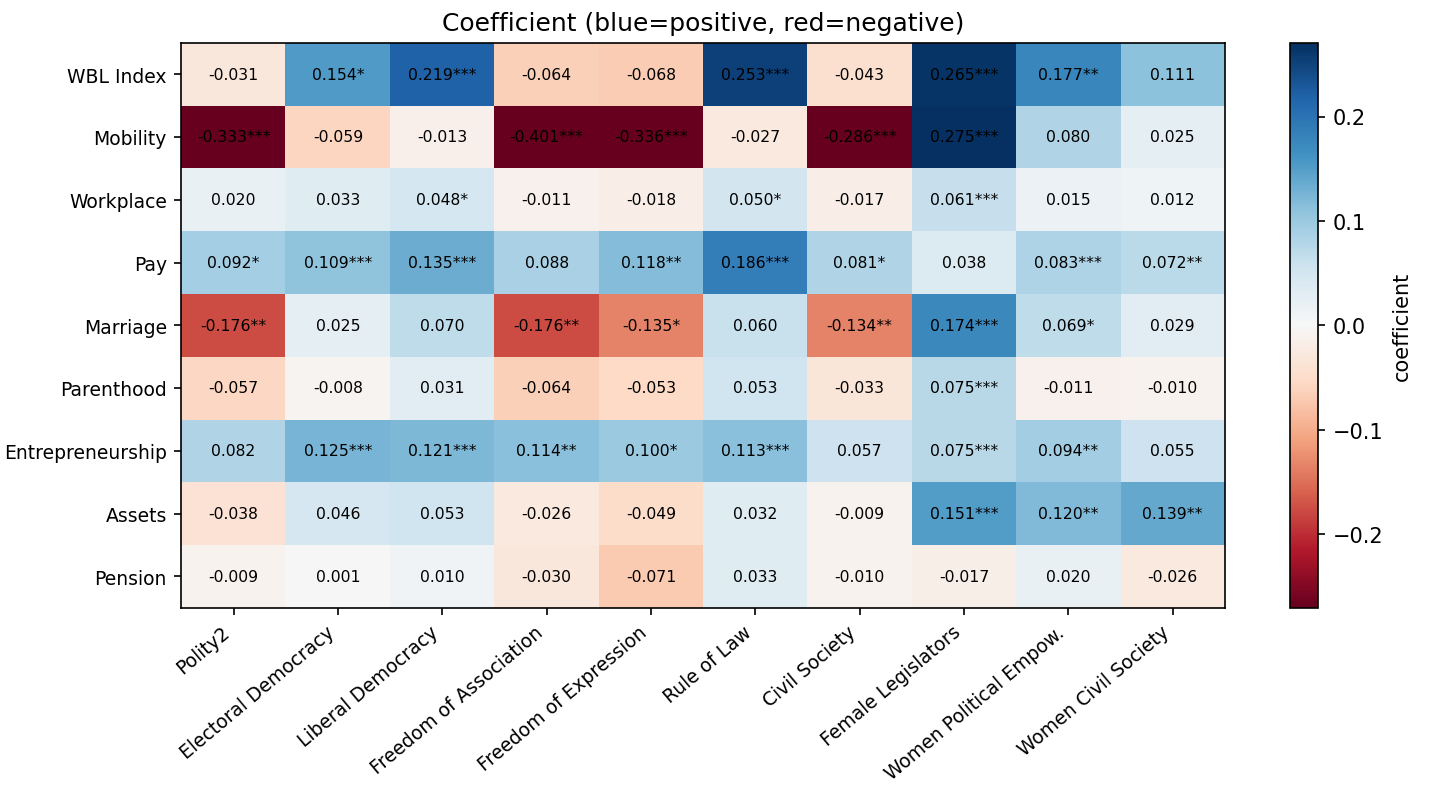 Coefficient (blue=positive, red=negative)
WBL Index -0.031 0.154* 0.219*** -0.064 -0.068 0.253*** -0.043 0.265*** 0.177** 0.111
Mobility -0.333*** -0.059 -0.013 -0.401*** -0.336*** -0.027 -0.286*** 0.275*** 0.080 0.025
Workplace 0.020 0.033 0.048* -0.011 -0.018 0.050* -0.017 0.061*** 0.015 0.012
Pay 0.092* 0.109*** 0.135*** 0.088 0.118** 0.186*** 0.081* 0.038 0.083*** 0.072**
Marriage -0.176** 0.025 0.070 -0.176** -0.135* 0.060 -0.134** 0.174*** 0.069* 0.029
Parenthood -0.057 -0.008 0.031 -0.064 -0.053 0.053 -0.033 0.075*** -0.011 -0.010
Entrepreneurship 0.082 0.125*** 0.121*** 0.114** 0.100* 0.113*** 0.057 0.075*** 0.094** 0.055
Assets -0.038 0.046 0.053 -0.026 -0.049 0.032 -0.009 0.151*** 0.120** 0.139**
Pension -0.009 0.001 0.010 -0.030 -0.071 0.033 -0.010 -0.017 0.020 -0.026
Polity2
Electoral Democracy
Liberal Democracy
Freedom of Association
Freedom of Expression
Rule of Law
Civil Society
Female Legislators
Women Political Empow.
Women Civil Society
0.2
0.1
0.0
−0.1
−0.2
coefficient